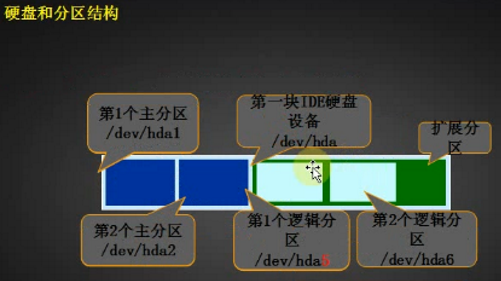 硬盘和分区结构
第1个主分区
/dev/hda1
第一块IDE硬盘
设备
/dev/hda
扩展分
区
第2个主分区
/dev/hda2
第1个逻辑分
区
/dev/hda5
第2个逻辑分
区
/dev/hda6